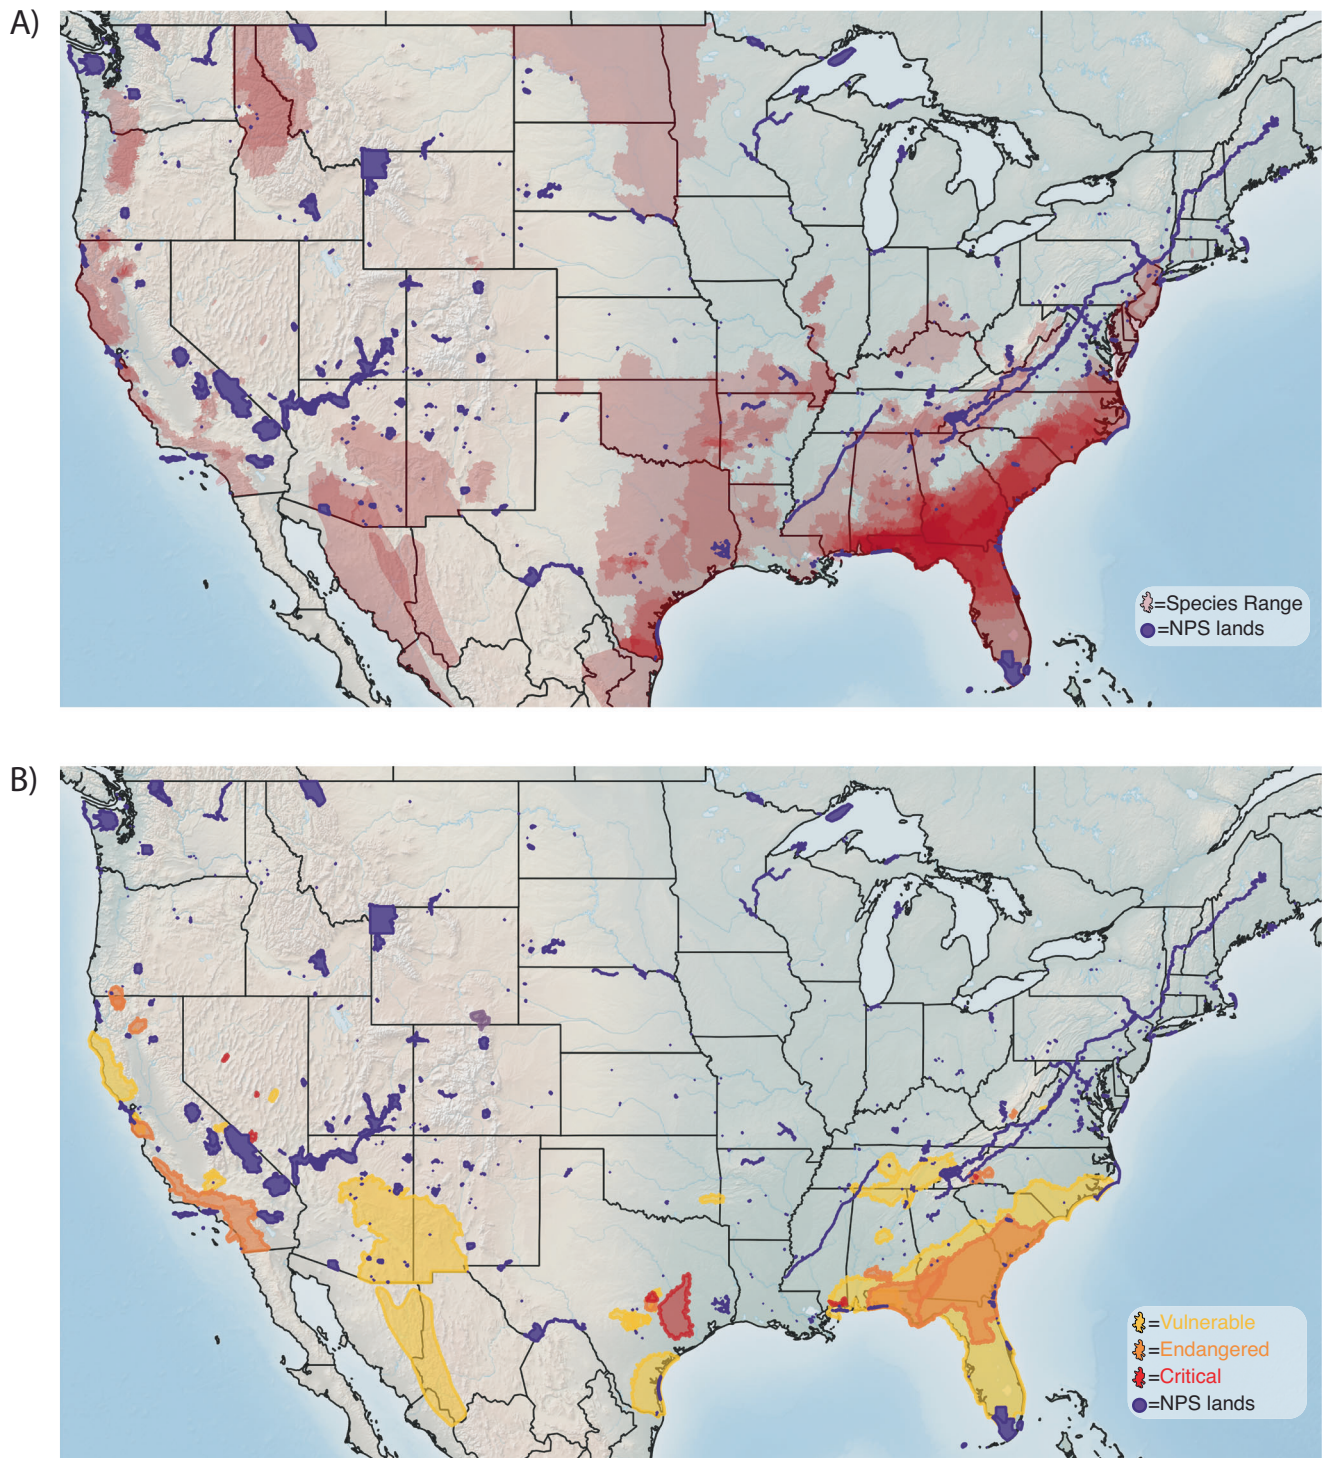 A)
=Species Range
=NPS lands
B)
=Vulnerable
=Endangered
=Critical
=NPS lands